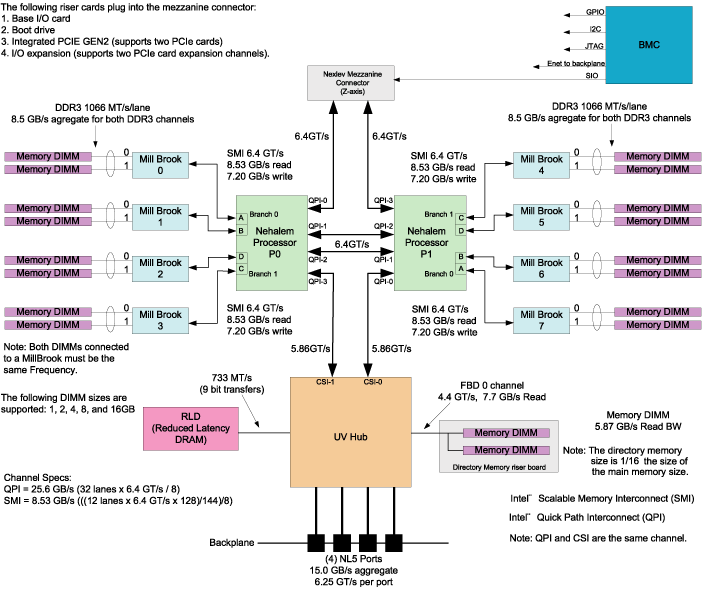 The following riser cards plug into the mezzanine connector:
1. Base I/O card
2. Boot drive
3. Integrated PCIE GEN2 (supports two PCIe cards)
4. I/O expansion (supports two PCIe card expansion channels).
GPIO
I2C
JTAG
Enet to backplane
SIO
BMC
Nexlev Mezzanine
Connector
(Z-axis)
DDR3 1066 MT/s/lane
8.5 GB/s agregate for both DDR3 channels
DDR3 1066 MT/s/lane
8.5 GB/s agregate for both DDR3 channels
6.4GT/s
6.4GT/s
Memory DIMM
Memory DIMM
0
1
Mill Brook
0
SMI 6.4 GT/s
8.53 GB/s read
7.20 GB/s write
SMI 6.4 GT/s
8.53 GB/s read
7.20 GB/s write
Mill Brook
4
0
1
Memory DIMM
Memory DIMM
Memory DIMM
Memory DIMM
0
1
Mill Brook
1
Mill Brook
5
0
1
Memory DIMM
Memory DIMM
Memory DIMM
Memory DIMM
0
1
Mill Brook
2
Mill Brook
6
0
1
Memory DIMM
Memory DIMM
Memory DIMM
Memory DIMM
0
1
Mill Brook
3
Mill Brook
7
0
1
Memory DIMM
Memory DIMM
Branch 0
A
B
Nehalem
Processor
P0
D
C
Branch 1
QPI-0
QPI-1
QPI-2
QPI-3
6.4GT/s
QPI-3
QPI-2
QPI-1
QPI-0
Branch 1
C
D
Nehalem
Processor
P1
B
A
Branch 0
SMI 6.4 GT/s
8.53 GB/s read
7.20 GB/s write
SMI 6.4 GT/s
8.53 GB/s read
7.20 GB/s write
Note: Both DIMMs connected
to a MillBrook must be the
same Frequency.
5.86GT/s
5.86GT/s
The following DIMM sizes are
supported: 1, 2, 4, 8, and 16GB
733 MT/s
(9 bit transfers)
RLD
(Reduced Latency
DRAM)
CSI-1
CSI-0
UV Hub
FBD 0 channel
4.4 GT/s, 7.7 GB/s Read
Memory DIMM
Memory DIMM
Directory Memory riser board
Memory DIMM
5.87 GB/s Read BW
Note: The directory memory
size is 1/16 the size of
the main memory size.
Channel Specs:
QPI = 25.6 GB/s (32 lanes x 6.4 GT/s / 8)
SMI = 8.53 GB/s (((12 lanes x 6.4 GT/s x 128)/144)/8)
Intel¨ Scalable Memory Interconnect (SMI)
Intel¨ Quick Path Interconnect (QPI)
Note: QPI and CSI are the same channel.
Backplane
(4) NL5 Ports
15.0 GB/s aggregate
6.25 GT/s per port